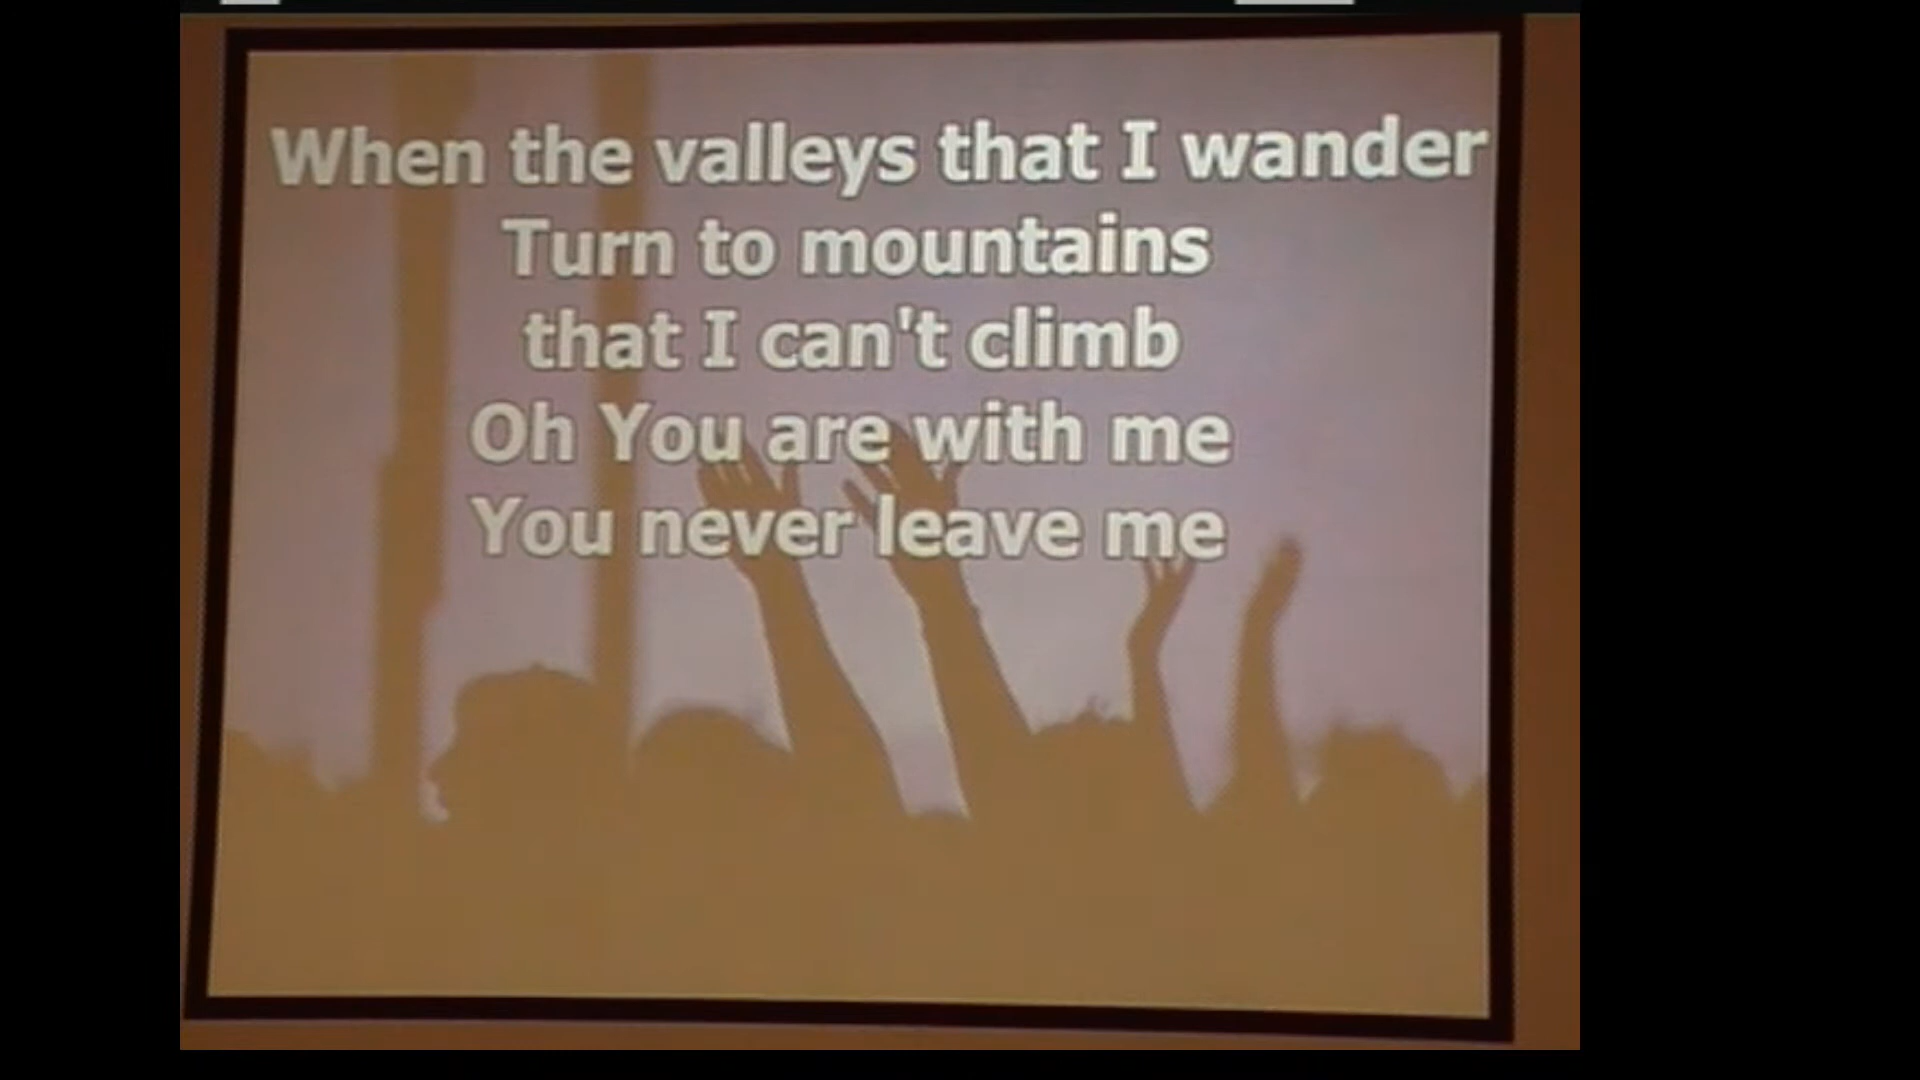 When the valleys that I wander
Turn to mountains
that I can't climb
Oh You are with me
You never leave me